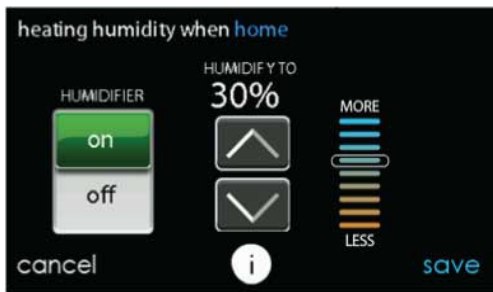 heating humidity when home
HUMIDIFIER
on
off
HUMIDIFY TO
30%
MORE
LESS
cancel
i
save